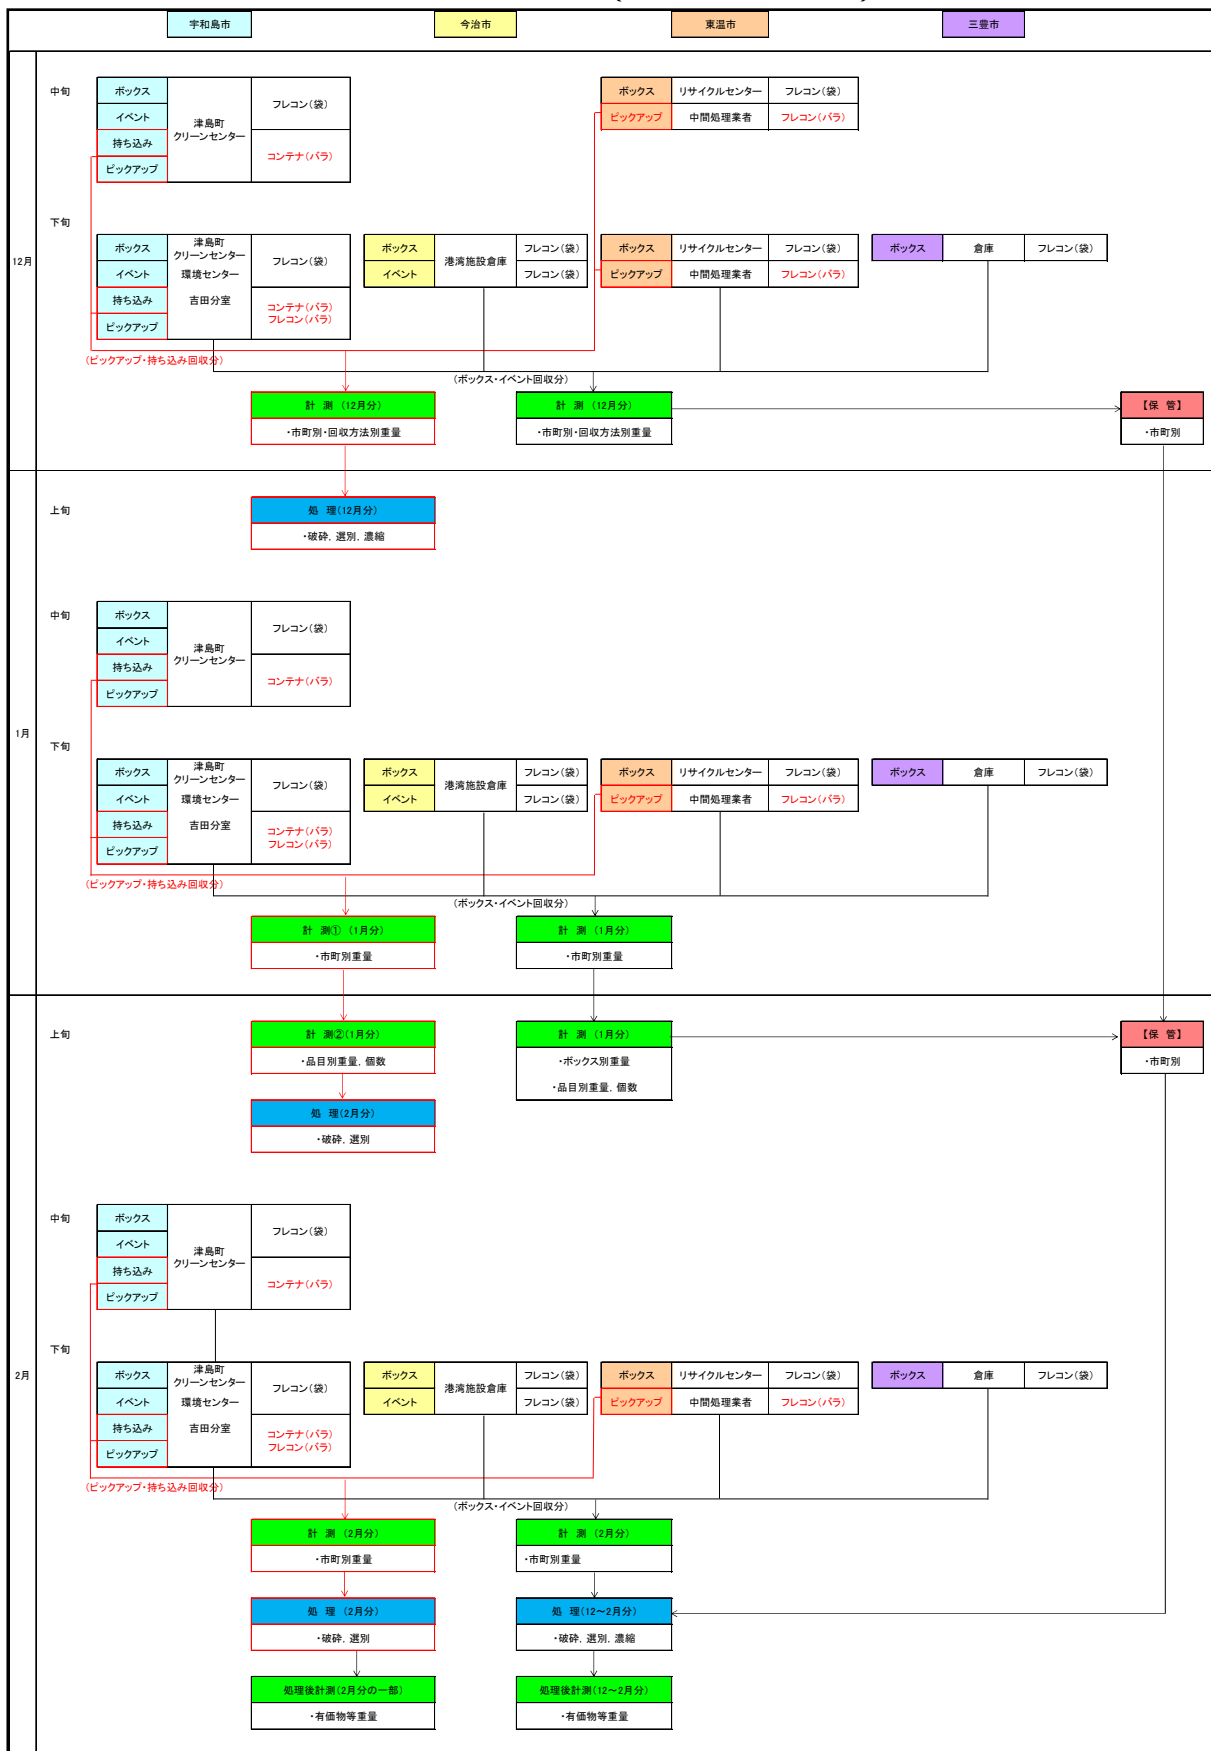 宇和島市
今治市
東温市
三豊市
12月
中旬
ボックス
イベント
持ち込み
ピックアップ
津島町
クリーンセンター
フレコン(袋)
コンテナ(バラ)
ボックス
リサイクルセンター
フレコン(袋)
ピックアップ
中間処理業者
フレコン(バラ)
下旬
ボックス
イベント
持ち込み
ピックアップ
津島町
クリーンセンター
環境センター
吉田分室
フレコン(袋)
コンテナ(バラ)
フレコン(バラ)
ボックス
イベント
港湾施設倉庫
フレコン(袋)
フレコン(袋)
ボックス
リサイクルセンター
フレコン(袋)
ピックアップ
中間処理業者
フレコン(バラ)
ボックス
倉庫
フレコン(袋)
(ピックアップ・持ち込み回収分)
(ボックス・イベント回収分)
計 測 (12月分)
・市町別・回収方法別重量
計 測 (12月分)
・市町別・回収方法別重量
【保 管】
・市町別
1月
上旬
処 理(12月分)
・破砕, 選別, 濃縮
中旬
ボックス
イベント
持ち込み
ピックアップ
津島町
クリーンセンター
フレコン(袋)
コンテナ(バラ)
下旬
ボックス
イベント
持ち込み
ピックアップ
津島町
クリーンセンター
環境センター
吉田分室
フレコン(袋)
コンテナ(バラ)
フレコン(バラ)
ボックス
イベント
港湾施設倉庫
フレコン(袋)
フレコン(袋)
ボックス
リサイクルセンター
フレコン(袋)
ピックアップ
中間処理業者
フレコン(バラ)
ボックス
倉庫
フレコン(袋)
(ピックアップ・持ち込み回収分)
(ボックス・イベント回収分)
計 測① (1月分)
・市町別重量
計 測 (1月分)
・市町別重量
2月
上旬
計 測②(1月分)
・品目別重量, 個数
計 測 (1月分)
・ボックス別重量
・品目別重量, 個数
【保 管】
・市町別
処 理(2月分)
・破砕, 選別
中旬
ボックス
イベント
持ち込み
ピックアップ
津島町
クリーンセンター
フレコン(袋)
コンテナ(バラ)
下旬
ボックス
イベント
持ち込み
ピックアップ
津島町
クリーンセンター
環境センター
吉田分室
フレコン(袋)
コンテナ(バラ)
フレコン(バラ)
ボックス
イベント
港湾施設倉庫
フレコン(袋)
フレコン(袋)
ボックス
リサイクルセンター
フレコン(袋)
ピックアップ
中間処理業者
フレコン(バラ)
ボックス
倉庫
フレコン(袋)
(ピックアップ・持ち込み回収分)
(ボックス・イベント回収分)
計 測 (2月分)
・市町別重量
計 測 (2月分)
・市町別重量
処 理 (2月分)
・破砕, 選別
処 理(12～2月分)
・破砕, 選別, 濃縮
処理後計測(2月分の一部)
・有価物等重量
処理後計測(12～2月分)
・有価物等重量